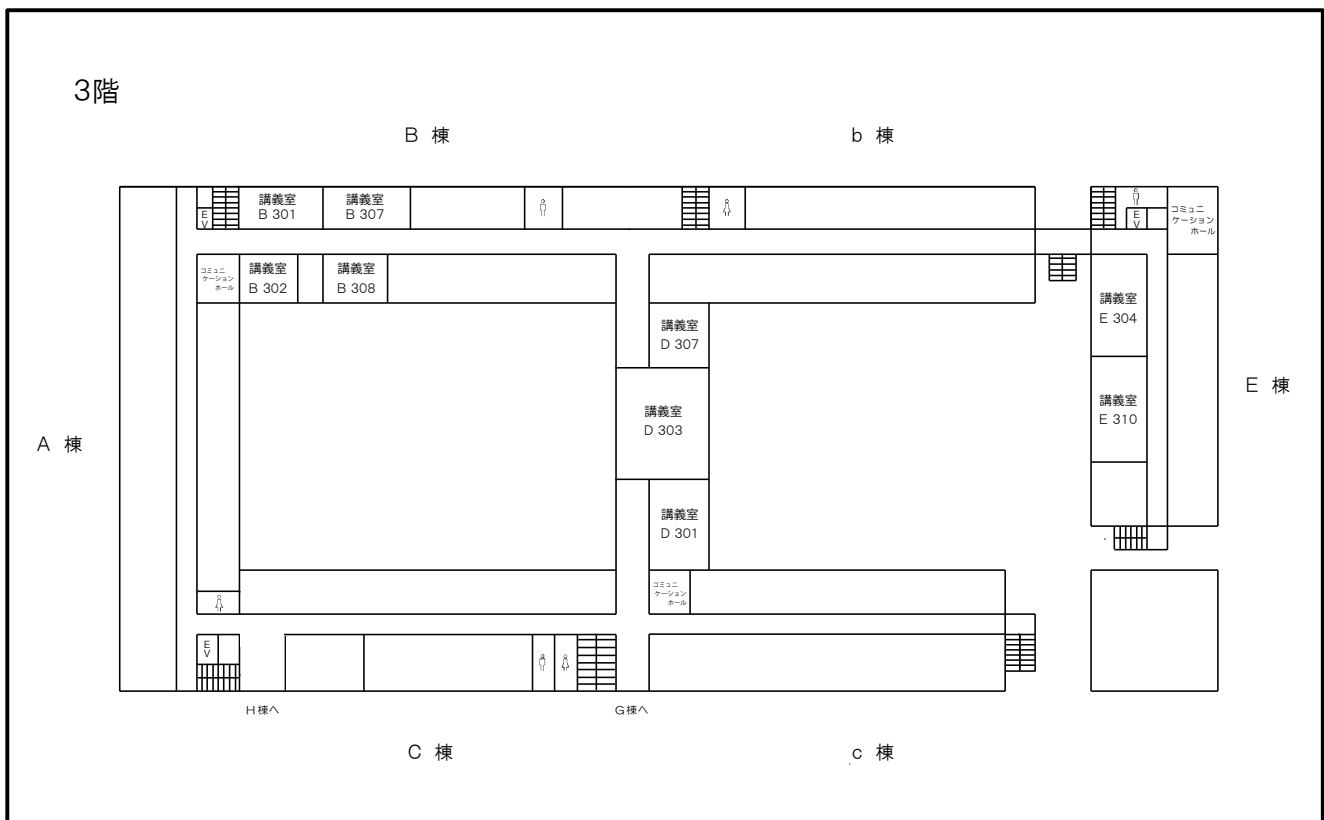 3階
B 棟
b 棟
講義室
B 301
講義室
B 307
EV
EV
コミュニ
ケーション
ホール
コミュニ
ケーション
ホール
講義室
B 302
講義室
B 308
講義室
E 304
講義室
D 307
講義室
E 310
E 棟
講義室
D 303
A 棟
講義室
D 301
コミュニ
ケーション
ホール
EV
H棟へ
G棟へ
C 棟
c 棟